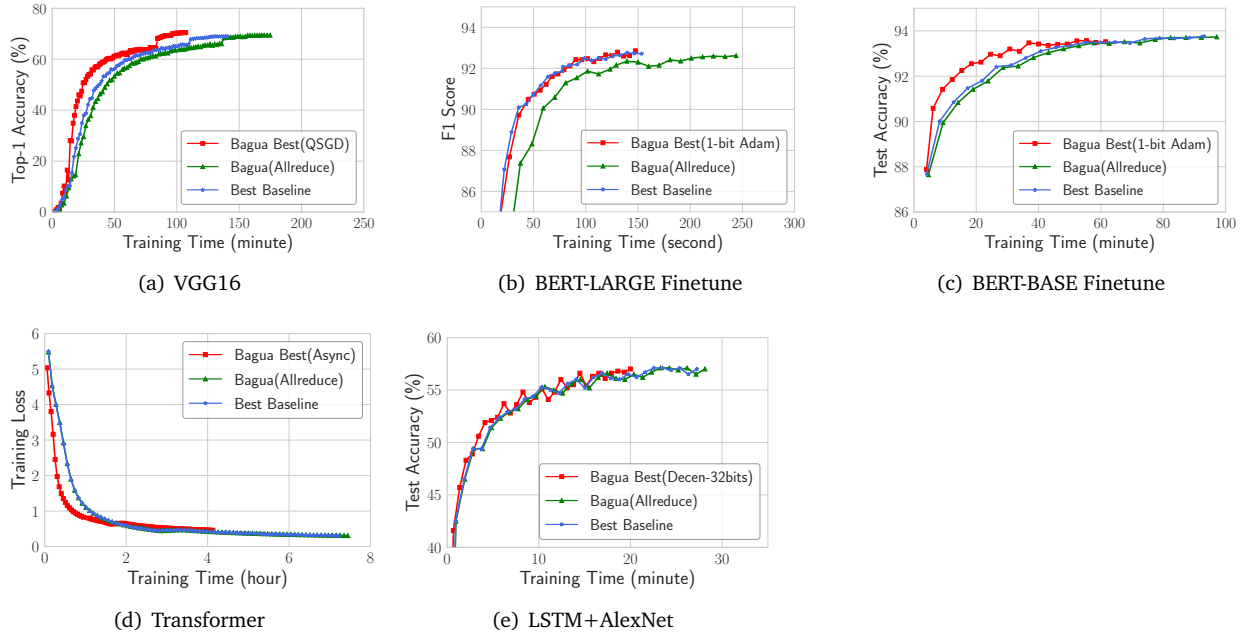 80
60
40
20
0
Top-1 Accuracy (%)
Bagua Best(QSGD)
Bagua(Allreduce)
Best Baseline
0 50 100 150 200 250
Training Time (minute)
(a) VGG16
94
92
90
88
86
F1 Score
Bagua Best(1-bit Adam)
Bagua(Allreduce)
Best Baseline
0 50 100 150 200 250 300
Training Time (second)
(b) BERT-LARGE Finetune
94
92
90
88
86
Test Accuracy (%)
Bagua Best(1-bit Adam)
Bagua(Allreduce)
Best Baseline
0 20 40 60 80 100
Training Time (minute)
(c) BERT-BASE Finetune
6
5
4
3
2
1
0
Training Loss
Bagua Best(Async)
Bagua(Allreduce)
Best Baseline
0 2 4 6 8
Training Time (hour)
(d) Transformer
60
55
50
45
40
Test Accuracy (%)
Bagua Best(Decen-32bits)
Bagua(Allreduce)
Best Baseline
0 10 20 30
Training Time (minute)
(e) LSTM+AlexNet